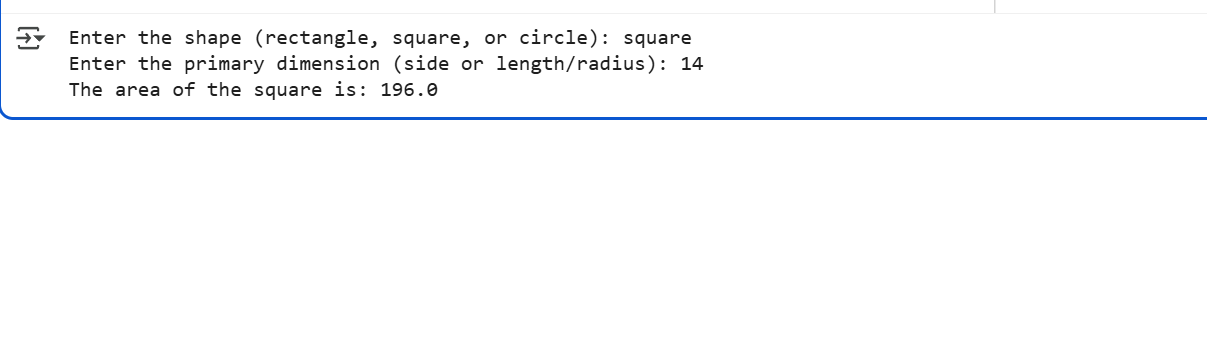 Enter the shape (rectangle, square, or circle): square
Enter the primary dimension (side or length/radius): 14
The area of the square is: 196.0